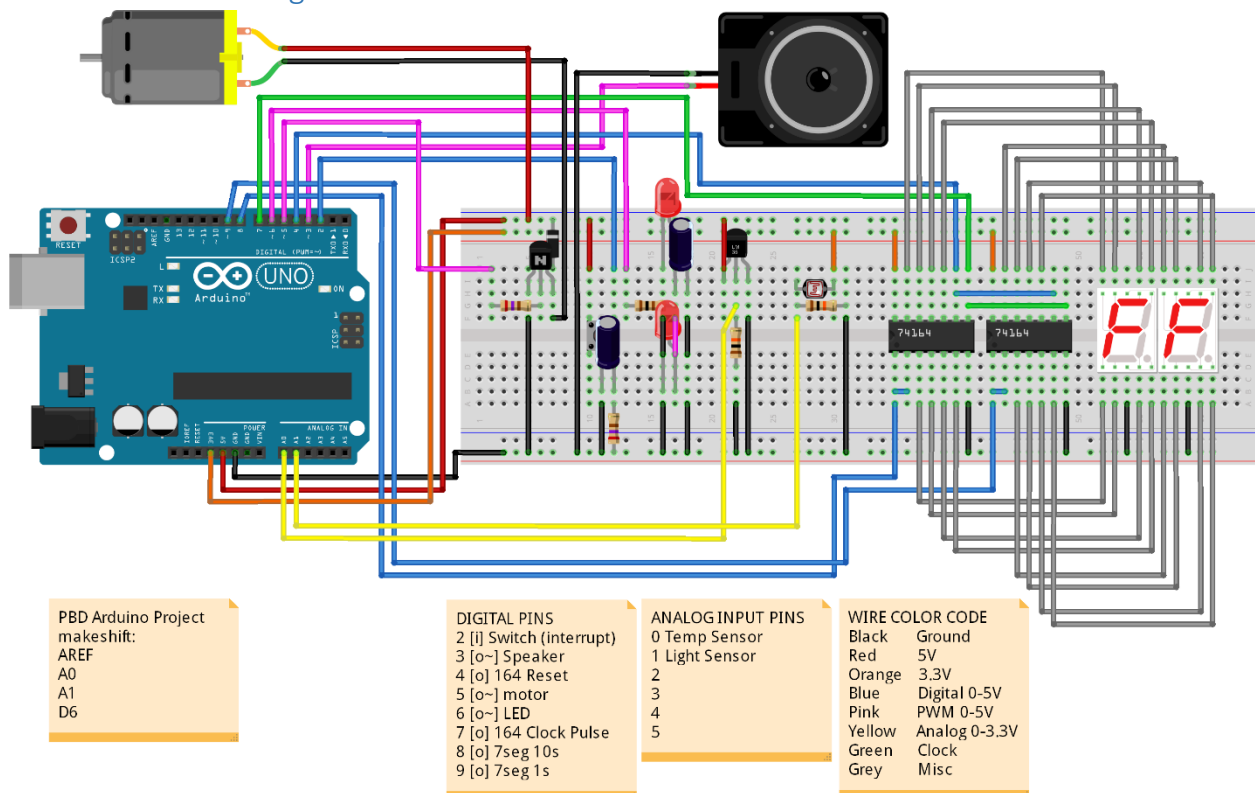 RESET
ICSP2
AREF
GND
13
12
~11
~10
~9
8
7
~6
~5
4
~3
2
TX0▶1
RX0◀0
DIGITAL (PWM=~)
L
TX
RX
UNO
Arduino™
ON
1
ICSP
POWER
ANALOG IN
IOREF
RESET
3V3
5V
GND
GND
VIN
A0
A1
A2
A3
A4
A5
N
LM
35
74164
74164
PBD Arduino Project
makeshift:
AREF
A0
A1
D6
DIGITAL PINS
2 [i] Switch (interrupt)
3 [o~] Speaker
4 [o] 164 Reset
5 [o~] motor
6 [o~] LED
7 [o] 164 Clock Pulse
8 [o] 7seg 10s
9 [o] 7seg 1s
ANALOG INPUT PINS
0 Temp Sensor
1 Light Sensor
2
3
4
5
WIRE COLOR CODE
Black Ground
Red 5V
Orange 3.3V
Blue Digital 0-5V
Pink PWM 0-5V
Yellow Analog 0-3.3V
Green Clock
Grey Misc